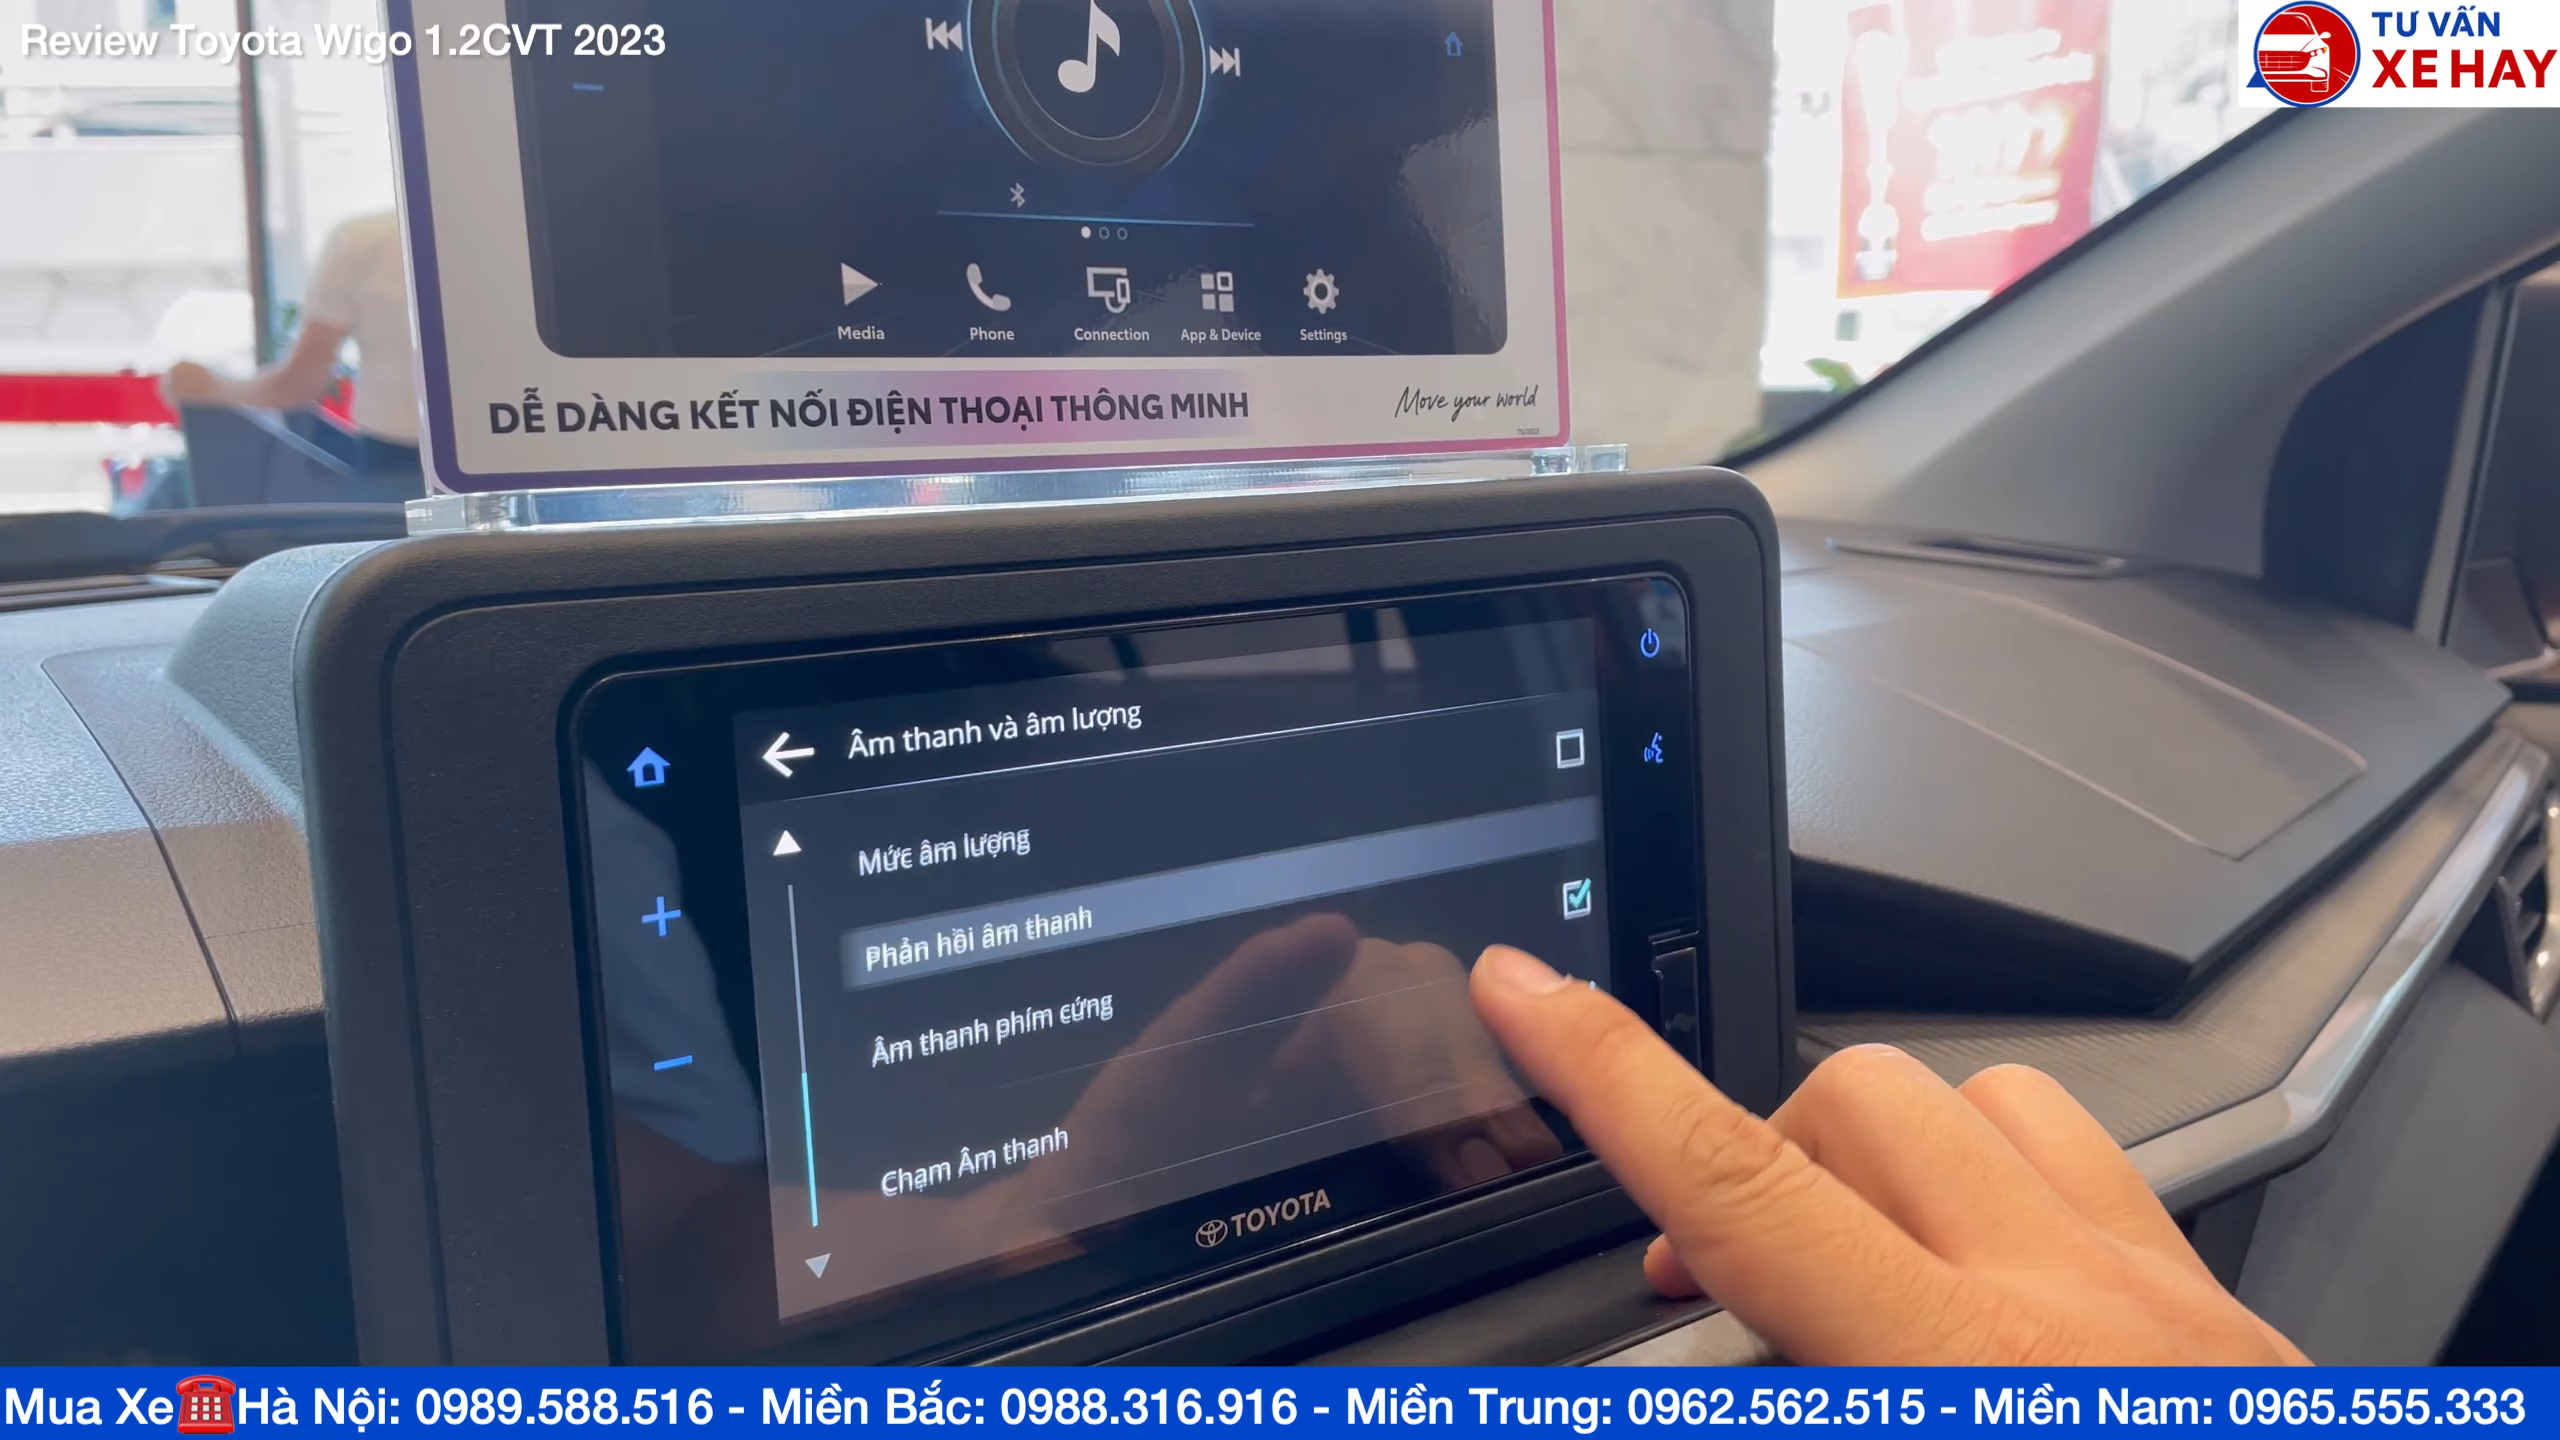 Review Toyota Wigo 1.2CVT 2023
TƯ VẤN
XE HAY
Media
Phone
Connection
App & Device
Settings
DỄ DÀNG KẾT NỐI ĐIỆN THOẠI THÔNG MINH
Move your world
Âm thanh và âm lượng
Mức âm lượng
Phản hồi âm thanh
Âm thanh phím cứng
Chạm Âm thanh
TOYOTA
Mua Xe☎️Hà Nội: 0989.588.516 - Miền Bắc: 0988.316.916 - Miền Trung: 0962.562.515 - Miền Nam: 0965.555.333